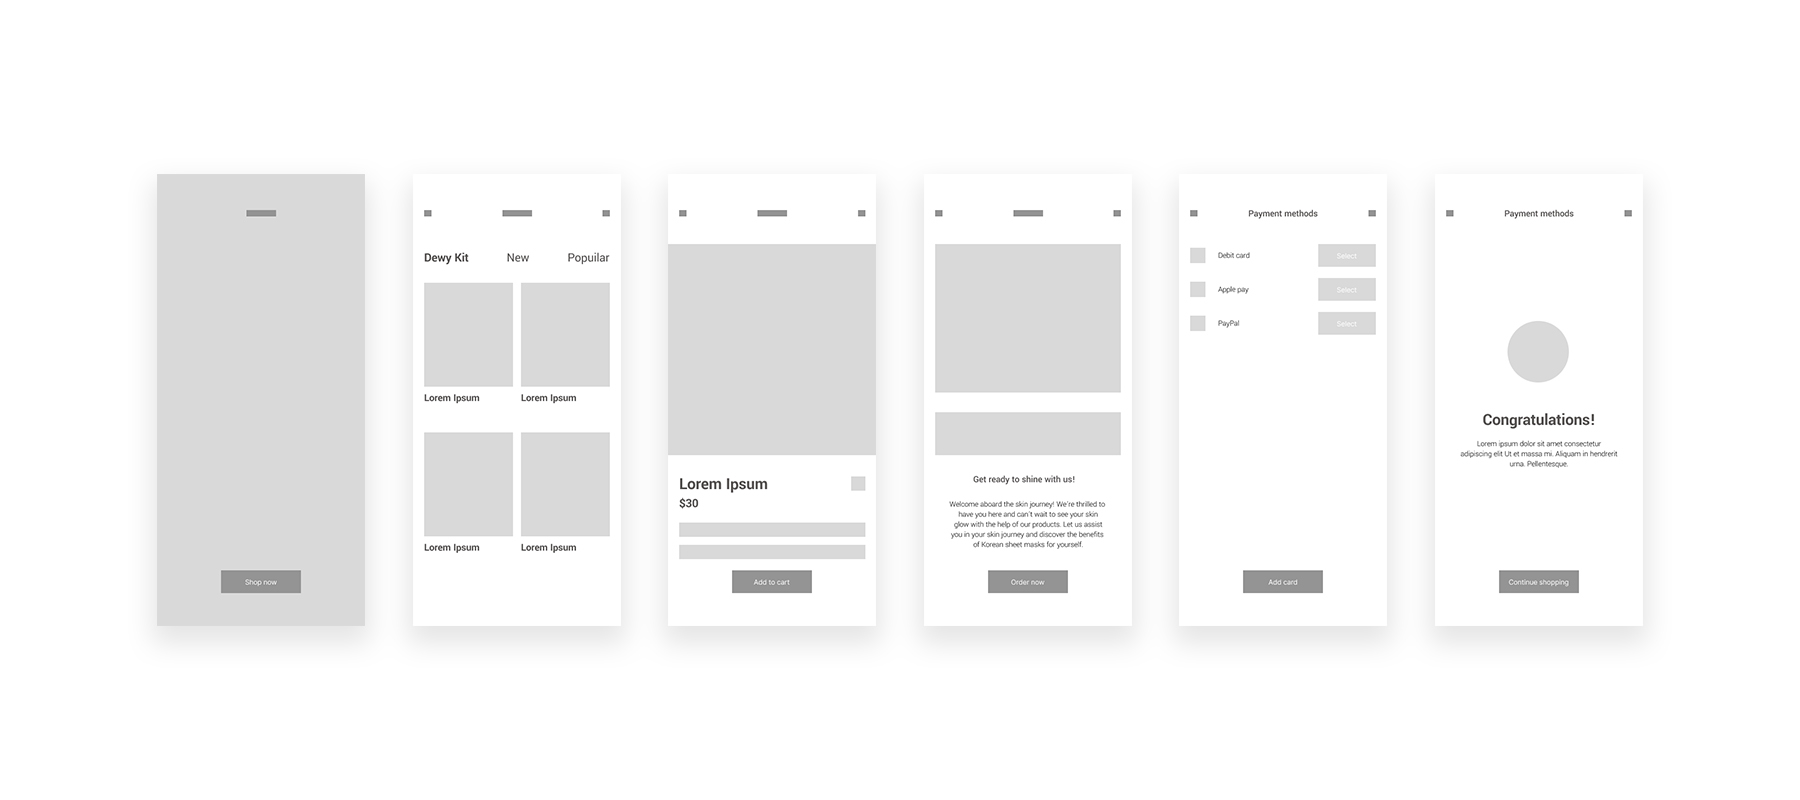 Shop now
Dewy Kit New Popuilar
Lorem Ipsum Lorem Ipsum
Lorem Ipsum Lorem Ipsum
Lorem Ipsum
$30
Add to cart
Get ready to shine with us!
Welcome aboard the skin journey! We're thrilled to
have you here and can't wait to see your skin
glow with the help of our products. Let us assist
you in your skin journey and discover the benefits
of Korean sheet masks for yourself.
Order now
Payment methods
Debit card Select
Apple pay Select
PayPal Select
Add card
Payment methods
Congratulations!
Lorem ipsum dolor sit amet consectetur
adipiscing elit Ut et massa mi. Aliquam in hendrerit
urna. Pellentesque.
Continue shopping